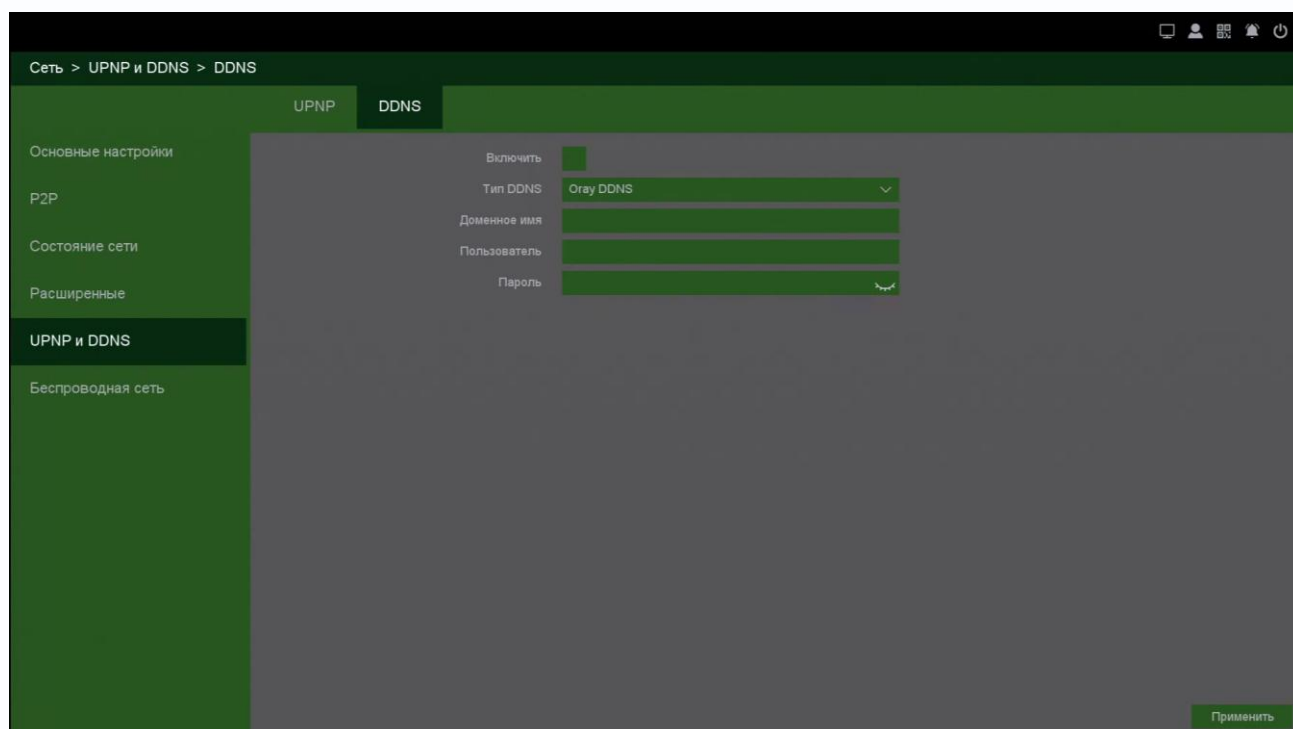 Сеть > UPNP и DDNS > DDNS
UPNP DDNS
Основные настройки
P2P
Состояние сети
Расширенные
UPNP и DDNS
Беспроводная сеть
Включить
Тип DDNS Oray DDNS
Доменное имя
Пользователь
Пароль
Применить